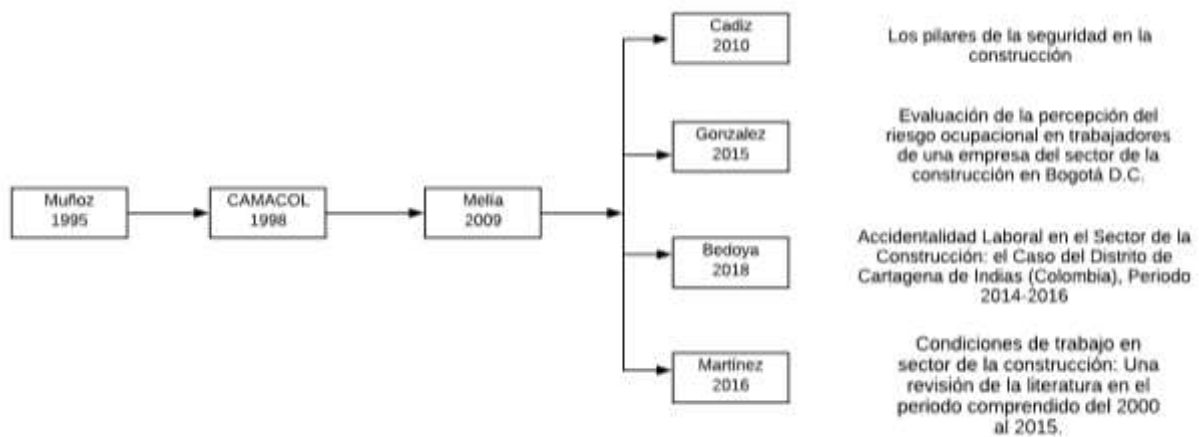 Muñoz
1995
CAMACOL
1998
Melía
2009
Cadiz
2010
Los pilares de la seguridad en la
construcción
Gonzalez
2015
Evaluación de la percepción del
riesgo ocupacional en trabajadores
de una empresa del sector de la
construcción en Bogotá D.C.
Bedoya
2018
Accidentalidad Laboral en el Sector de la
Construcción: el Caso del Distrito de
Cartagena de Indias (Colombia), Periodo
2014-2016
Martínez
2016
Condiciones de trabajo en
sector de la construcción: Una
revisión de la literatura en el
periodo comprendido del 2000
al 2015.